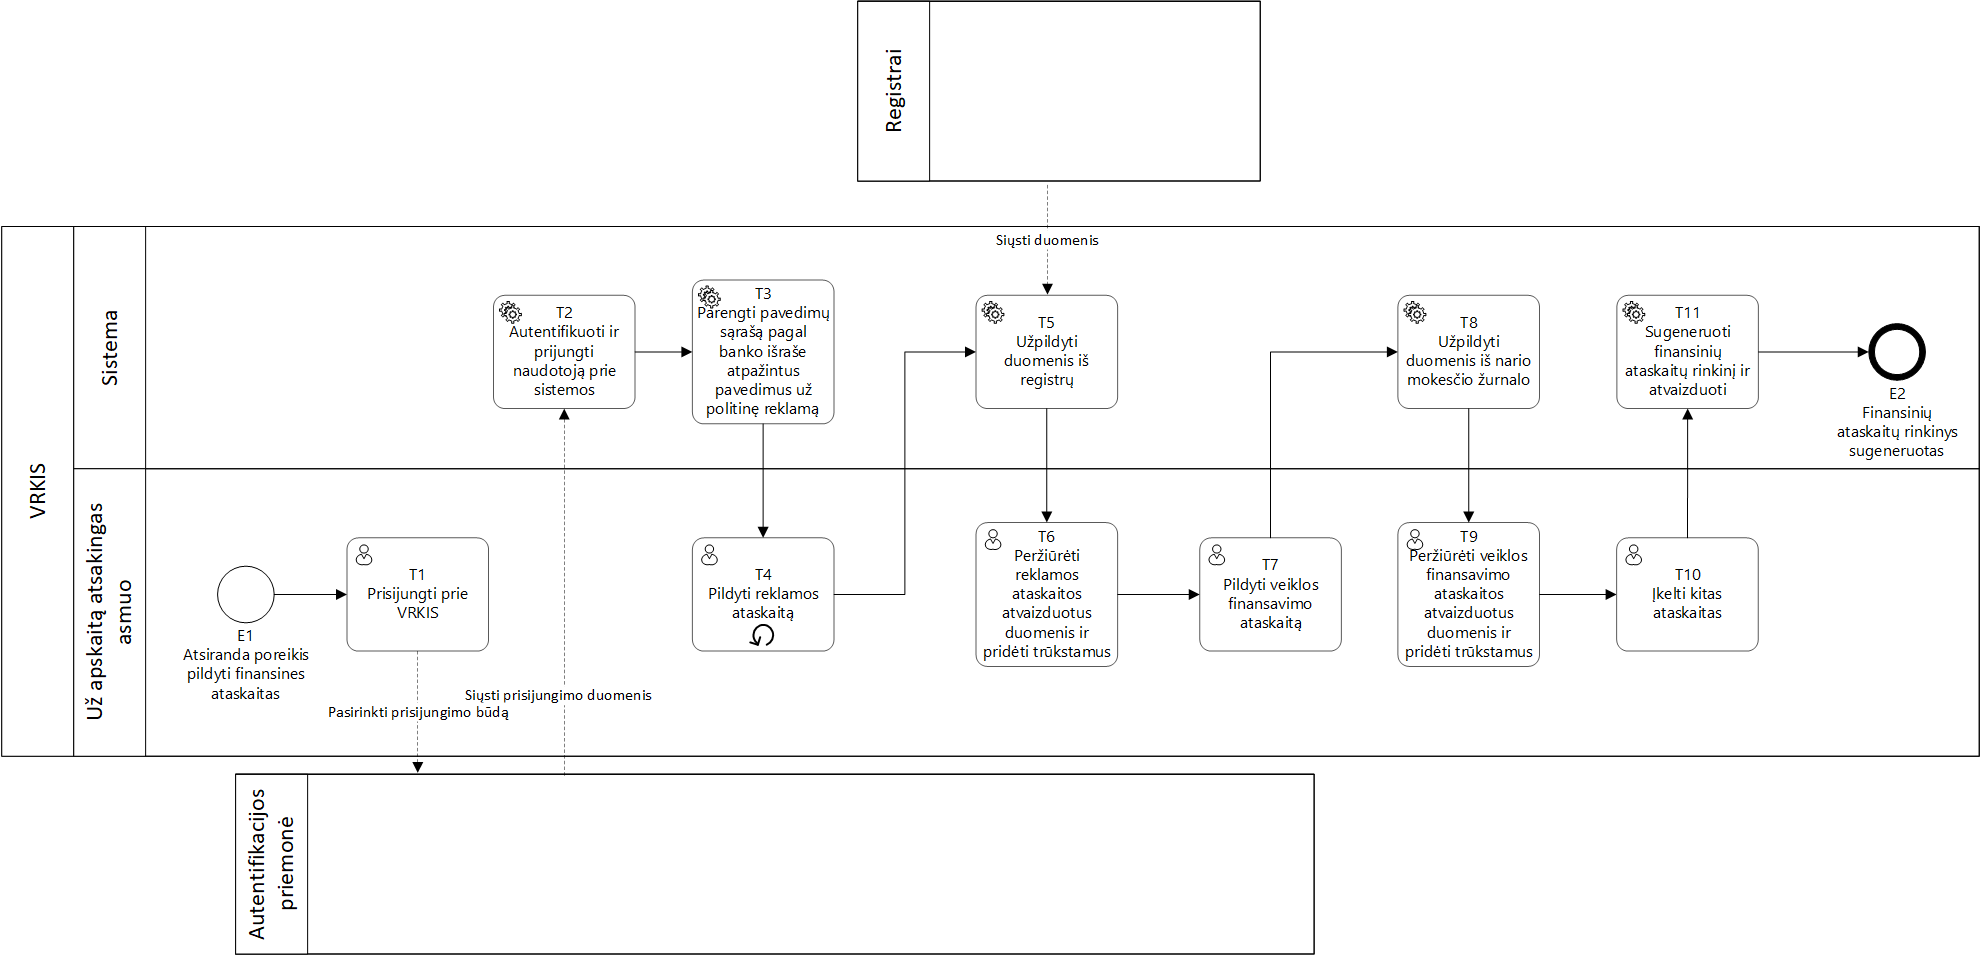 Registrai
Siųsti duomenis
VRKIS
Sistema
T2
Autentifikuoti ir
prijungti
naudotoją prie
sistemos
T3
Parengti pavedimų
sąrašą pagal
banko išraše
atpažintus
pavedimus už
politinę reklamą
T5
Užpildyti
duomenis iš
registrų
T8
Užpildyti
duomenis iš nario
mokesčio žurnalo
T11
Sugeneruoti
finansinių
ataskaitų rinkinį ir
atvaizduoti
E2
Finansinių
ataskaitų rinkinys
sugeneruotas
Už apskaitą atsakingas
asmuo
E1
Atsiranda poreikis
pildyti finansines
ataskaitas
T1
Prisijungti prie
VRKIS
T4
Pildyti reklamos
ataskaitą
T6
Peržiūrėti
reklamos
ataskaitos
atvaizduotus
duomenis ir
pridėti trūkstamus
T7
Pildyti veiklos
finansavimo
ataskaitą
T9
Peržiūrėti veiklos
finansavimo
ataskaitos
atvaizduotus
duomenis ir
pridėti trūkstamus
T10
Įkelti kitas
ataskaitas
Siųsti prisijungimo duomenis
Pasirinkti prisijungimo būdą
Autentifikacijos
priemonė